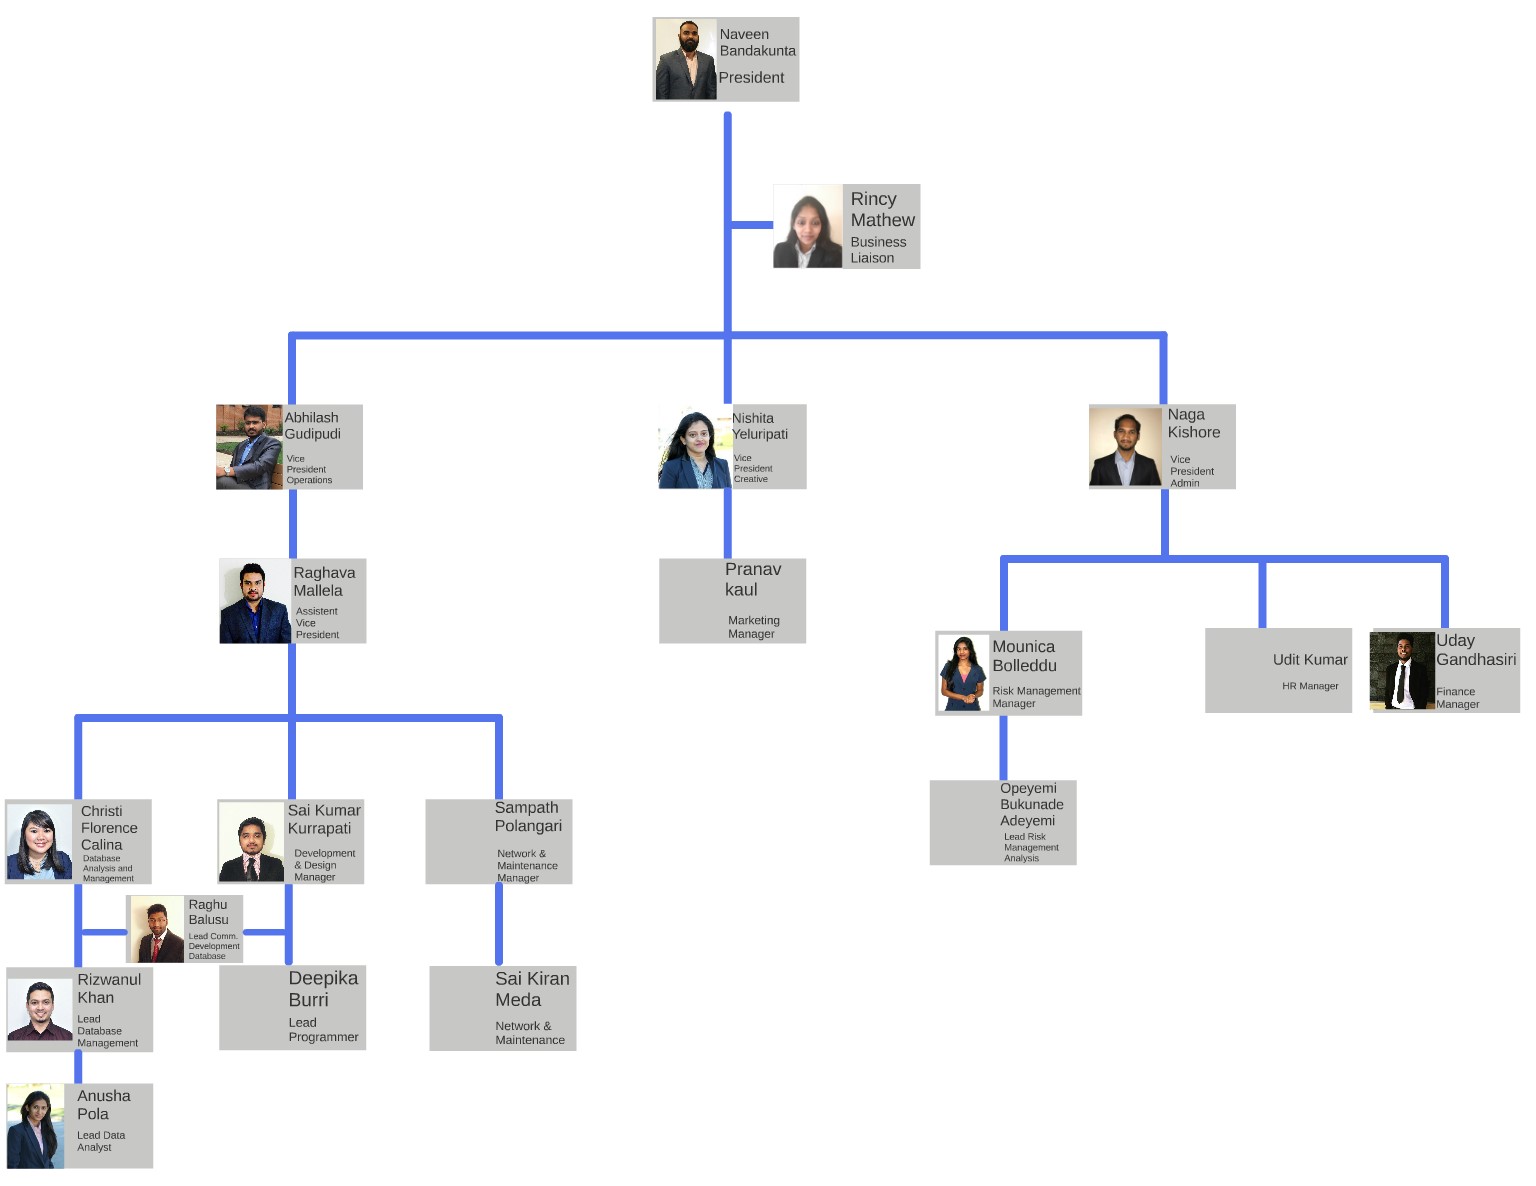 Naveen
Bandakunta
President
Rincy
Mathew
Business
Liaison
Abhilash
Gudipudi
Vice
President
Operations
Nishita
Yeluripati
Vice
President
Creative
Naga
Kishore
Vice
President
Admin
Raghava
Mallela
Assistent
Vice
President
Pranav
kaul
Marketing
Manager
Mounica
Bolleddu
Risk Management
Manager
Udit Kumar
HR Manager
Uday
Gandhasiri
Finance
Manager
Opeyemi
Bukunade
Adeyemi
Lead Risk
Management
Analysis
Christi
Florence
Calina
Database
Analysis and
Management
Sai Kumar
Kurrapati
Development
& Design
Manager
Sampath
Polangari
Network &
Maintenance
Manager
Raghu
Balusu
Lead Comm.
Development
Database
Rizwanul
Khan
Lead
Database
Management
Deepika
Burri
Lead
Programmer
Sai Kiran
Meda
Network &
Maintenance
Anusha
Pola
Lead Data
Analyst